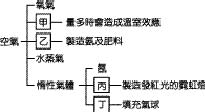 氧氣
甲 量多時會造成溫室效應
空氣
乙 製造氨及肥料
水蒸氣
氬
惰性氣體 丙 製造發紅光的霓虹燈
丁 填充氣球